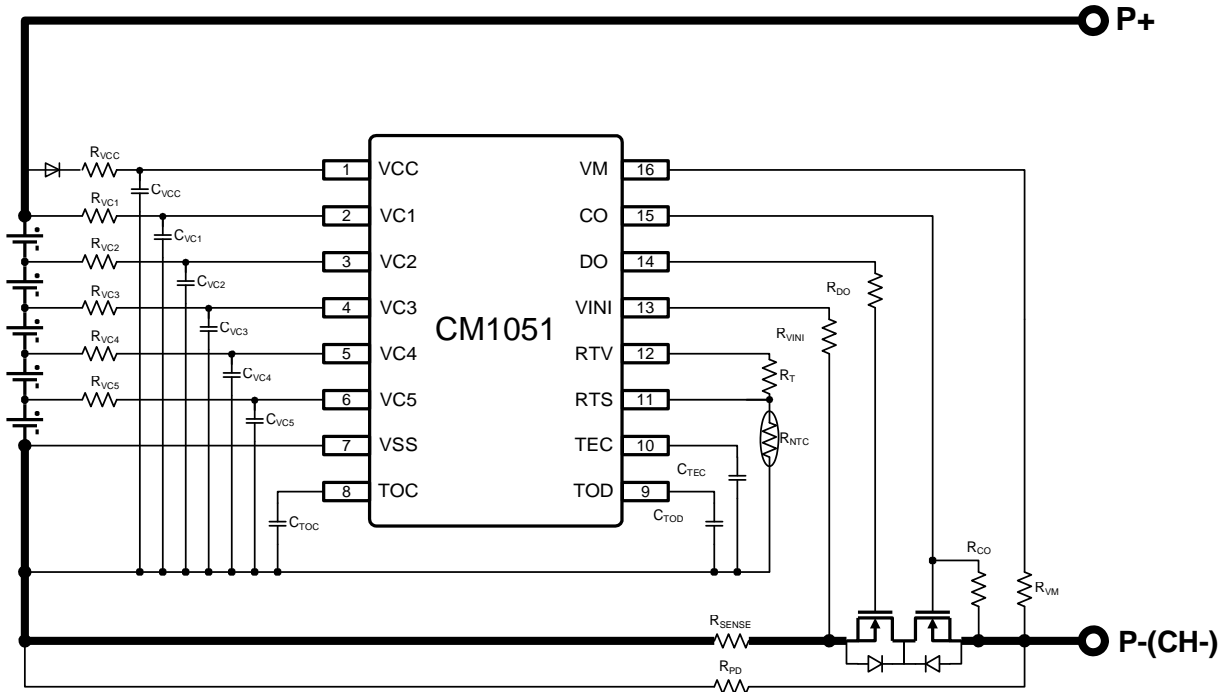 P+
RVCC
1 VCC
VM 16
CVCC
RVC1
2 VC1
CO 15
CVC1
RVC2
3 VC2
DO 14
CVC2
RDO
RVC3
4 VC3
VINI 13
CVC3
CM1051
RVINI
RVC4
5 VC4
RTV 12
CVC4
RT
RVC5
6 VC5
RTS 11
CVC5
RNTC
7 VSS
TEC 10
CTEC
8 TOC
TOD 9
CTOC
CTOD
RCO
RVM
RSENSE
P-(CH-)
RPD